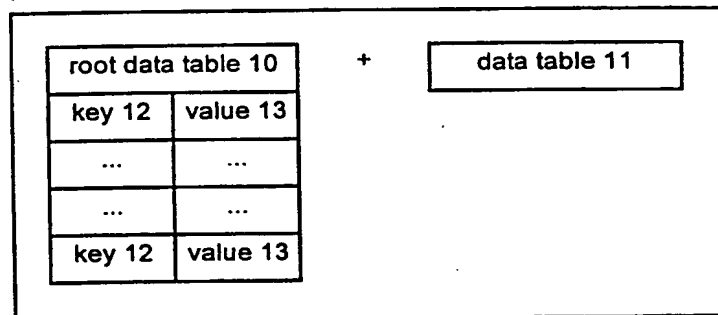 root data table 10 + data table 11
key 12 value 13
... ...
... ...
key 12 value 13